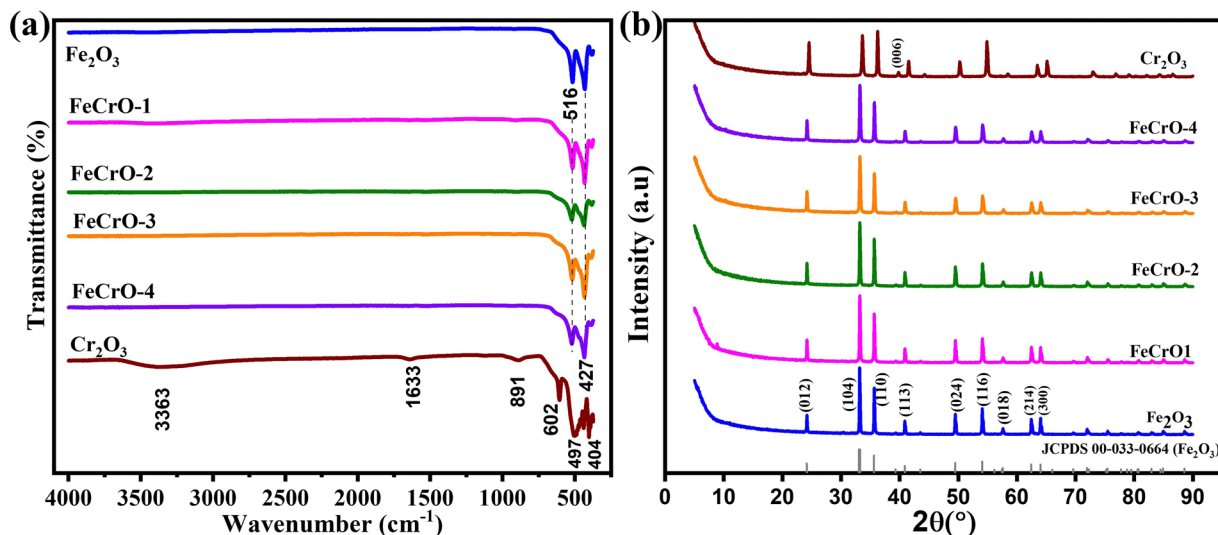 (a)
Fe₂O₃
FeCrO-1
FeCrO-2
FeCrO-3
FeCrO-4
Cr₂O₃
516
427
3363
1633
891
602
497
404
Transmittance (%)
4000 3500 3000 2500 2000 1500 1000 500
Wavenumber (cm⁻¹)
(b)
Cr₂O₃
(006)
FeCrO-4
FeCrO-3
FeCrO-2
FeCrO1
Fe₂O₃
(012) (104) (110) (113) (024) (116) (018) (214) (300)
JCPDS 00-033-0664 (Fe₂O₃)
Intensity (a.u)
0 10 20 30 40 50 60 70 80 90
2θ(°)